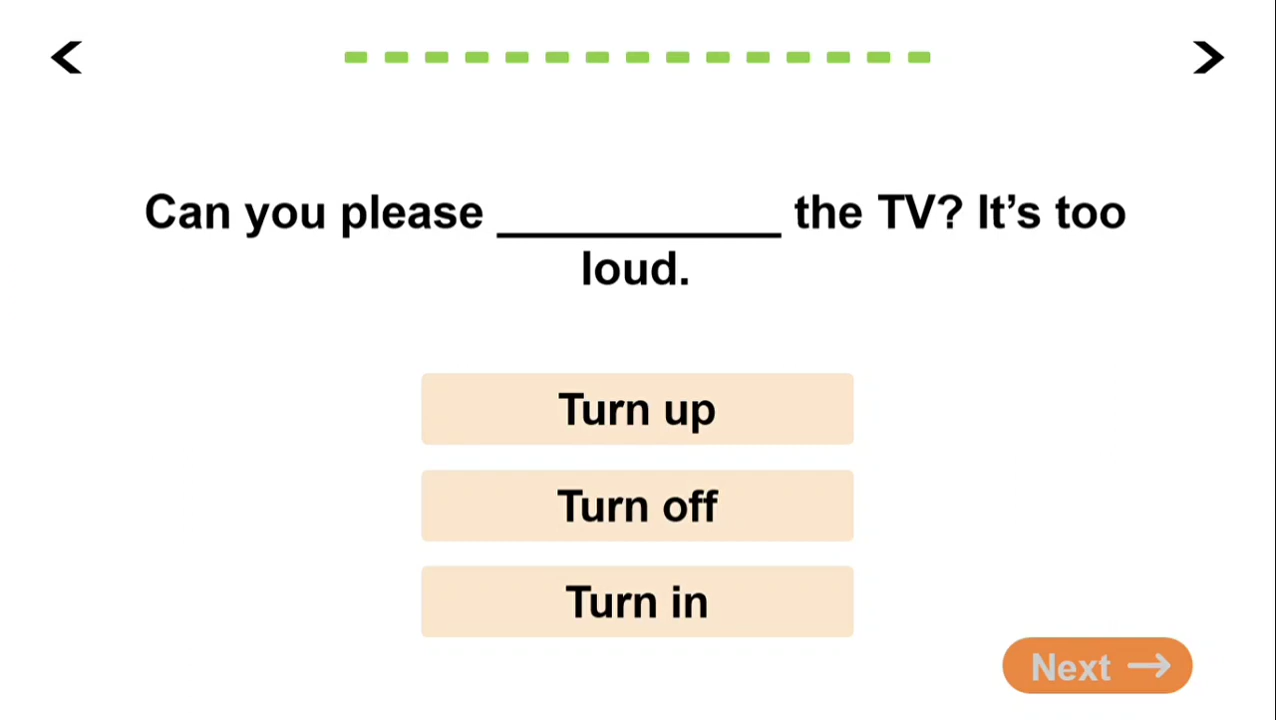 Can you please ____________ the TV? It’s too
loud.
Turn up
Turn off
Turn in
Next →